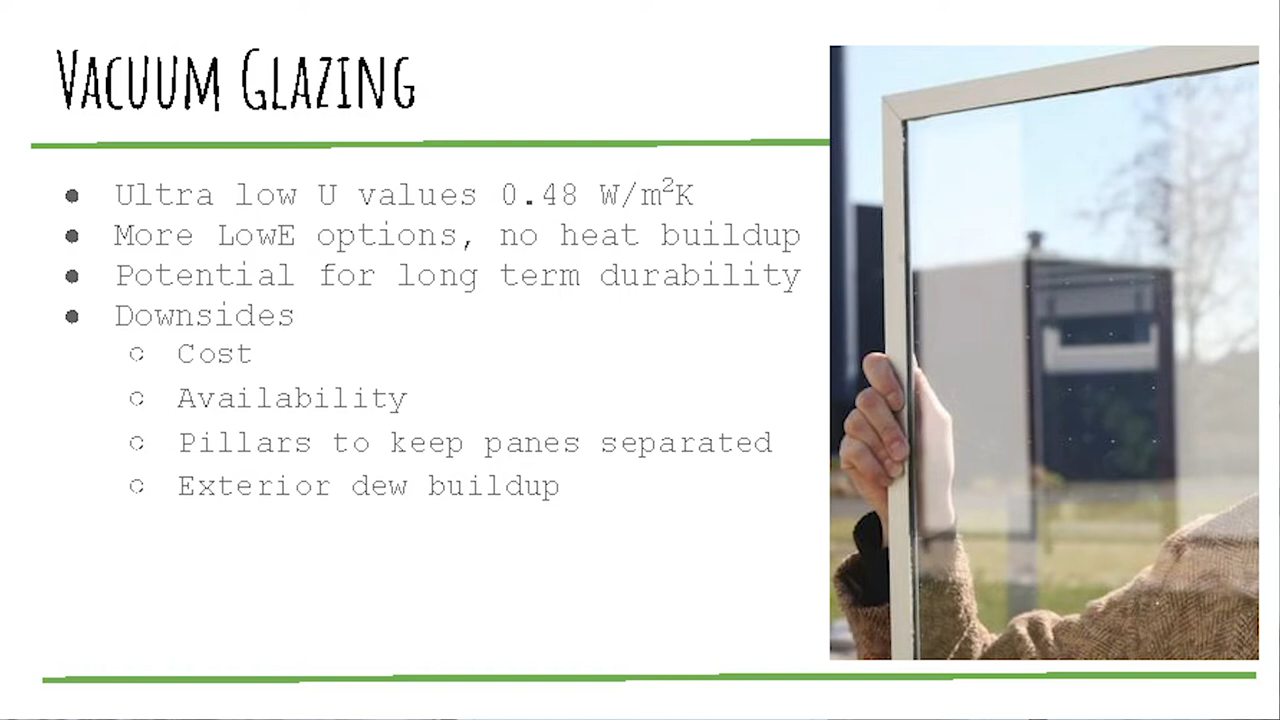 Vacuum Glazing
● Ultra low U values 0.48 W/m²K
● More LowE options, no heat buildup
● Potential for long term durability
● Downsides
○ Cost
○ Availability
○ Pillars to keep panes separated
○ Exterior dew buildup